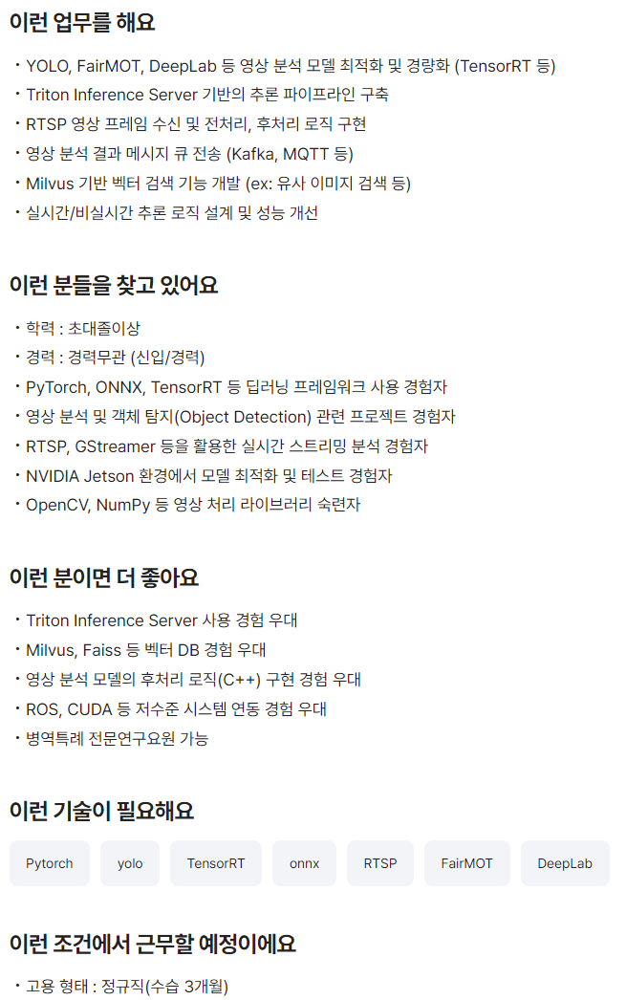 이런 업무를 해요
· YOLO, FairMOT, DeepLab 등 영상 분석 모델 최적화 및 경량화 (TensorRT 등)
· Triton Inference Server 기반의 추론 파이프라인 구축
· RTSP 영상 프레임 수신 및 전처리, 후처리 로직 구현
· 영상 분석 결과 메시지 큐 전송 (Kafka, MQTT 등)
· Milvus 기반 벡터 검색 기능 개발 (ex: 유사 이미지 검색 등)
· 실시간/비실시간 추론 로직 설계 및 성능 개선
이런 분들을 찾고 있어요
· 학력 : 초대졸이상
· 경력 : 경력무관 (신입/경력)
· PyTorch, ONNX, TensorRT 등 딥러닝 프레임워크 사용 경험자
· 영상 분석 및 객체 탐지(Object Detection) 관련 프로젝트 경험자
· RTSP, GStreamer 등을 활용한 실시간 스트리밍 분석 경험자
· NVIDIA Jetson 환경에서 모델 최적화 및 테스트 경험자
· OpenCV, NumPy 등 영상 처리 라이브러리 숙련자
이런 분이면 더 좋아요
· Triton Inference Server 사용 경험 우대
· Milvus, Faiss 등 벡터 DB 경험 우대
· 영상 분석 모델의 후처리 로직(C++) 구현 경험 우대
· ROS, CUDA 등 저수준 시스템 연동 경험 우대
· 병역특례 전문연구요원 가능
이런 기술이 필요해요
Pytorch yolo TensorRT onnx RTSP FairMOT DeepLab
이런 조건에서 근무할 예정이에요
· 고용 형태 : 정규직(수습 3개월)